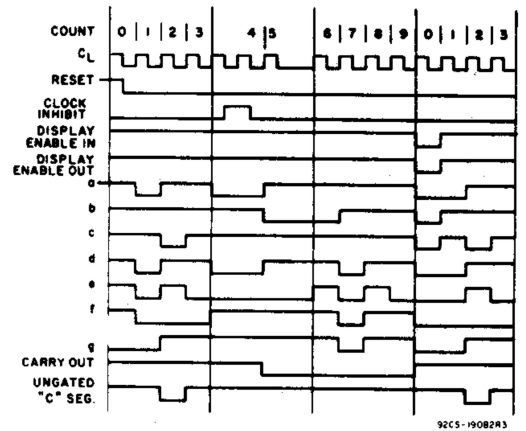 COUNT 0 | 1 | 2 | 3 4 | 5 6 | 7 | 8 | 9 0 | 1 | 2 | 3
CL
RESET
CLOCK
INHIBIT
DISPLAY
ENABLE IN
DISPLAY
ENABLE OUT
a
b
c
d
e
f
g
CARRY OUT
UNGATED
"C" SEG.
92CS-19082R3